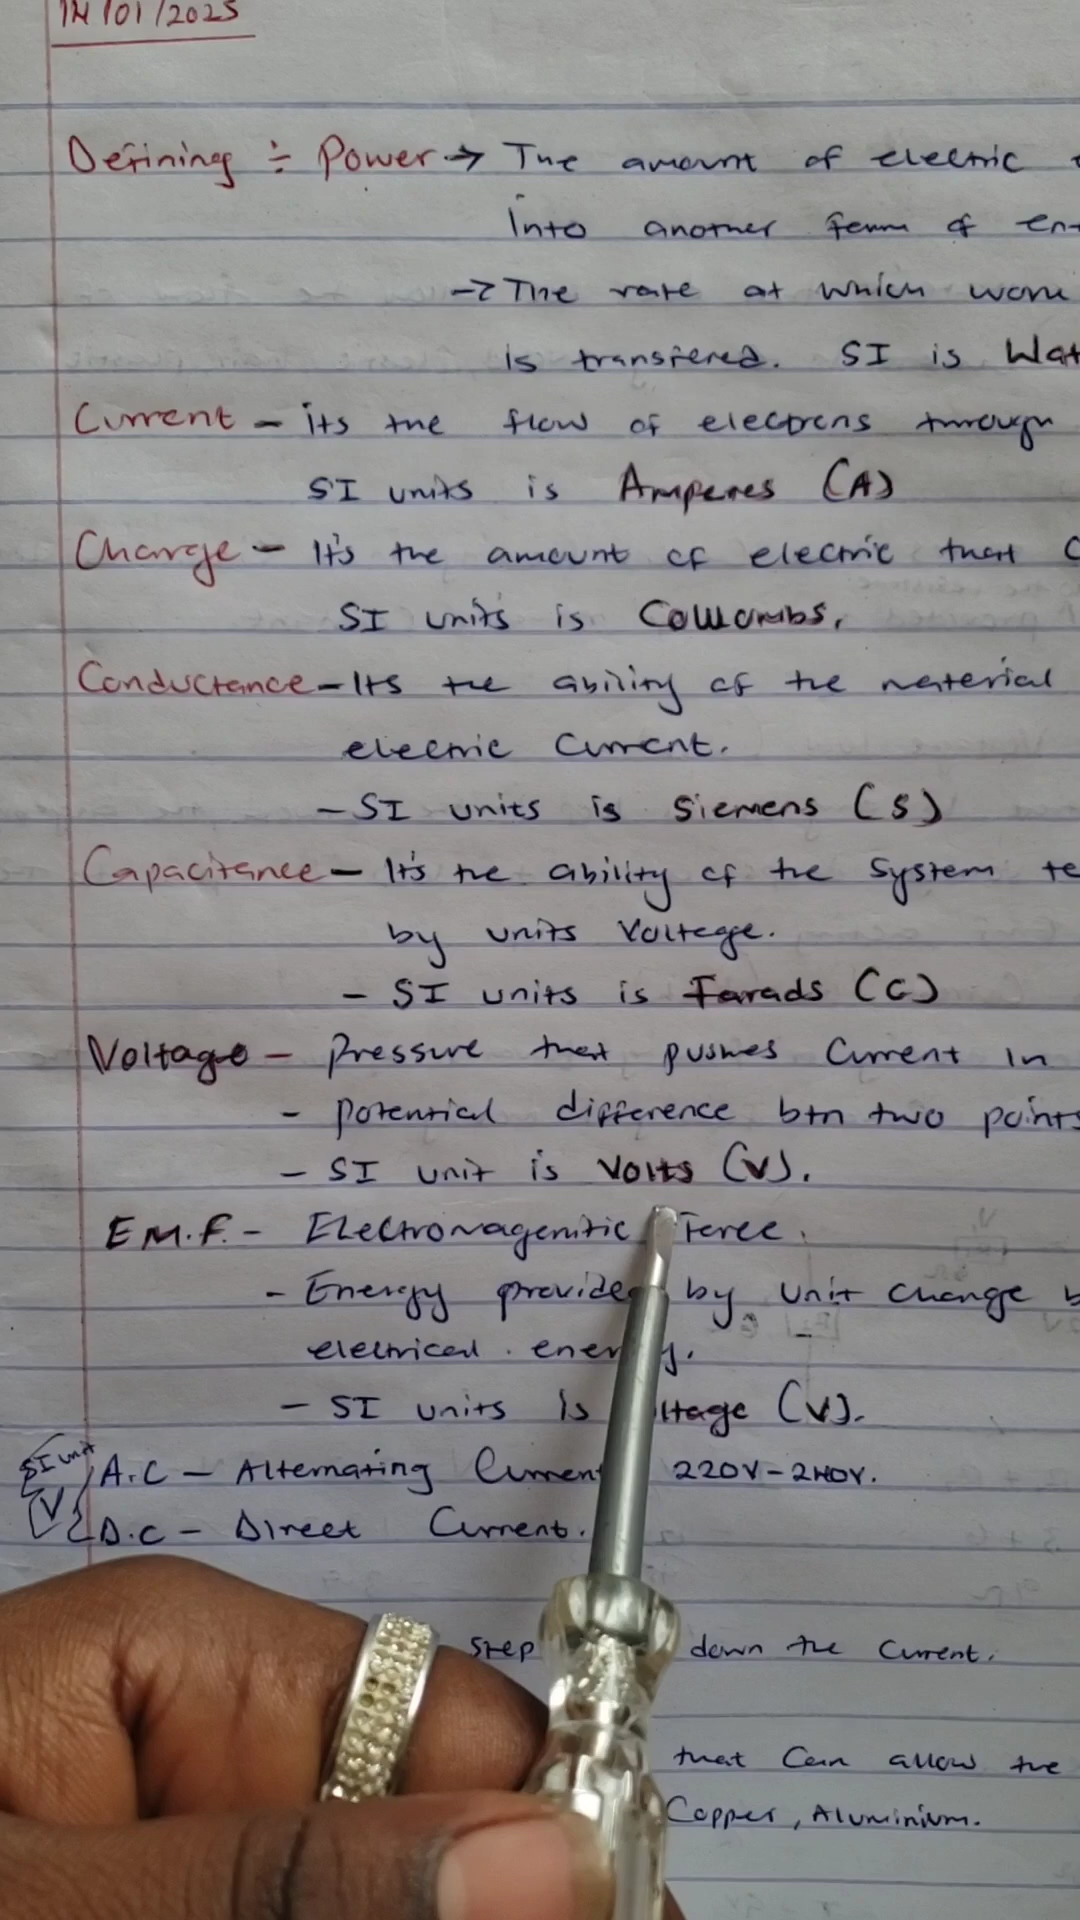 14/01/2025
Defining ÷ Power → The amount of electric
Into another form of
→ The rate at which work
is transfered. SI is Wat
Current - its the flow of electrons through
SI units is Amperes (A)
Charge - It's the amount of electric that
SI units is Coulombs.
Conductance - Its the ability of the material
electric Current.
- SI units is Siemens (S)
Capacitance - It's the ability of the System
by units Voltage.
- SI units is Farads (C)
Voltage - Pressure that pushes Current in
- Potential difference btn two points
- SI unit is Volts (V).
E.M.F. - Electromagenitic Force.
- Energy provided by unit Change
electrical energy.
- SI units is ltage (V).
SI unit
(V)
A.C - Alternating Current 220V - 240V.
D.C - Direct Current.
Step down the Current.
that Can allow the
Copper, Aluminium.